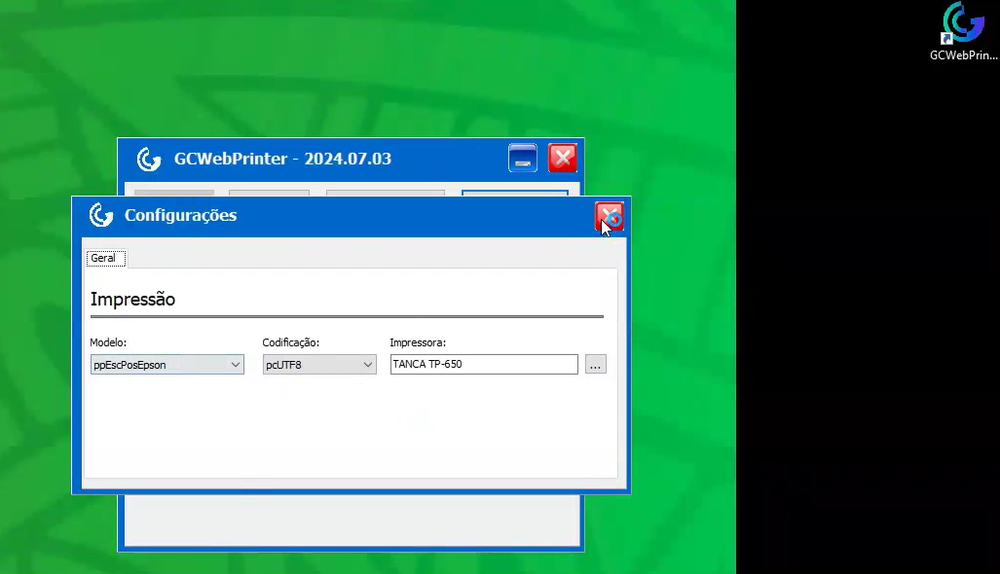 GCWebPrin...
GCWebPrinter - 2024.07.03
Configurações
Geral
Impressão
Modelo: Codificação: Impressora:
ppEscPosEpson pcUTF8 TANCA TP-650 ...